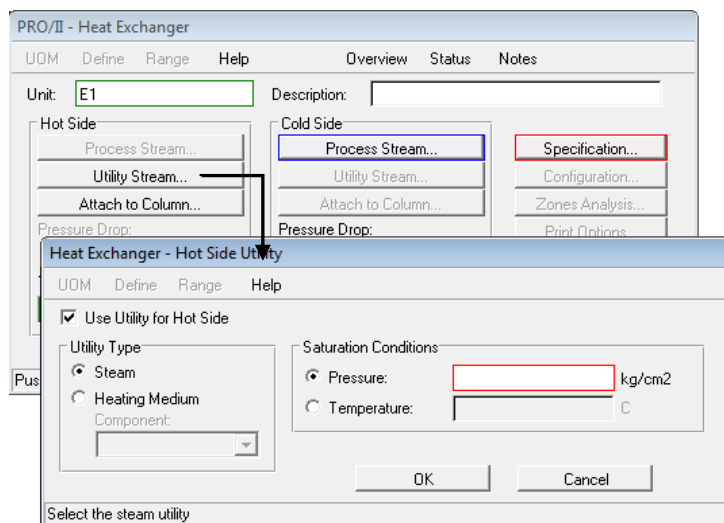 PRO/II - Heat Exchanger
UOM Define Range Help Overview Status Notes
Unit: E1 Description:
Hot Side Cold Side
Process Stream... Process Stream... Specification...
Utility Stream... Utility Stream... Configuration...
Attach to Column... Attach to Column... Zones Analysis...
Pressure Drop: Pressure Drop: Print Options
Heat Exchanger - Hot Side Utility
UOM Define Range Help
Use Utility for Hot Side
Utility Type Saturation Conditions
Steam Pressure: kg/cm2
Heating Medium Temperature: C
Component:
Pus
OK Cancel
Select the steam utility